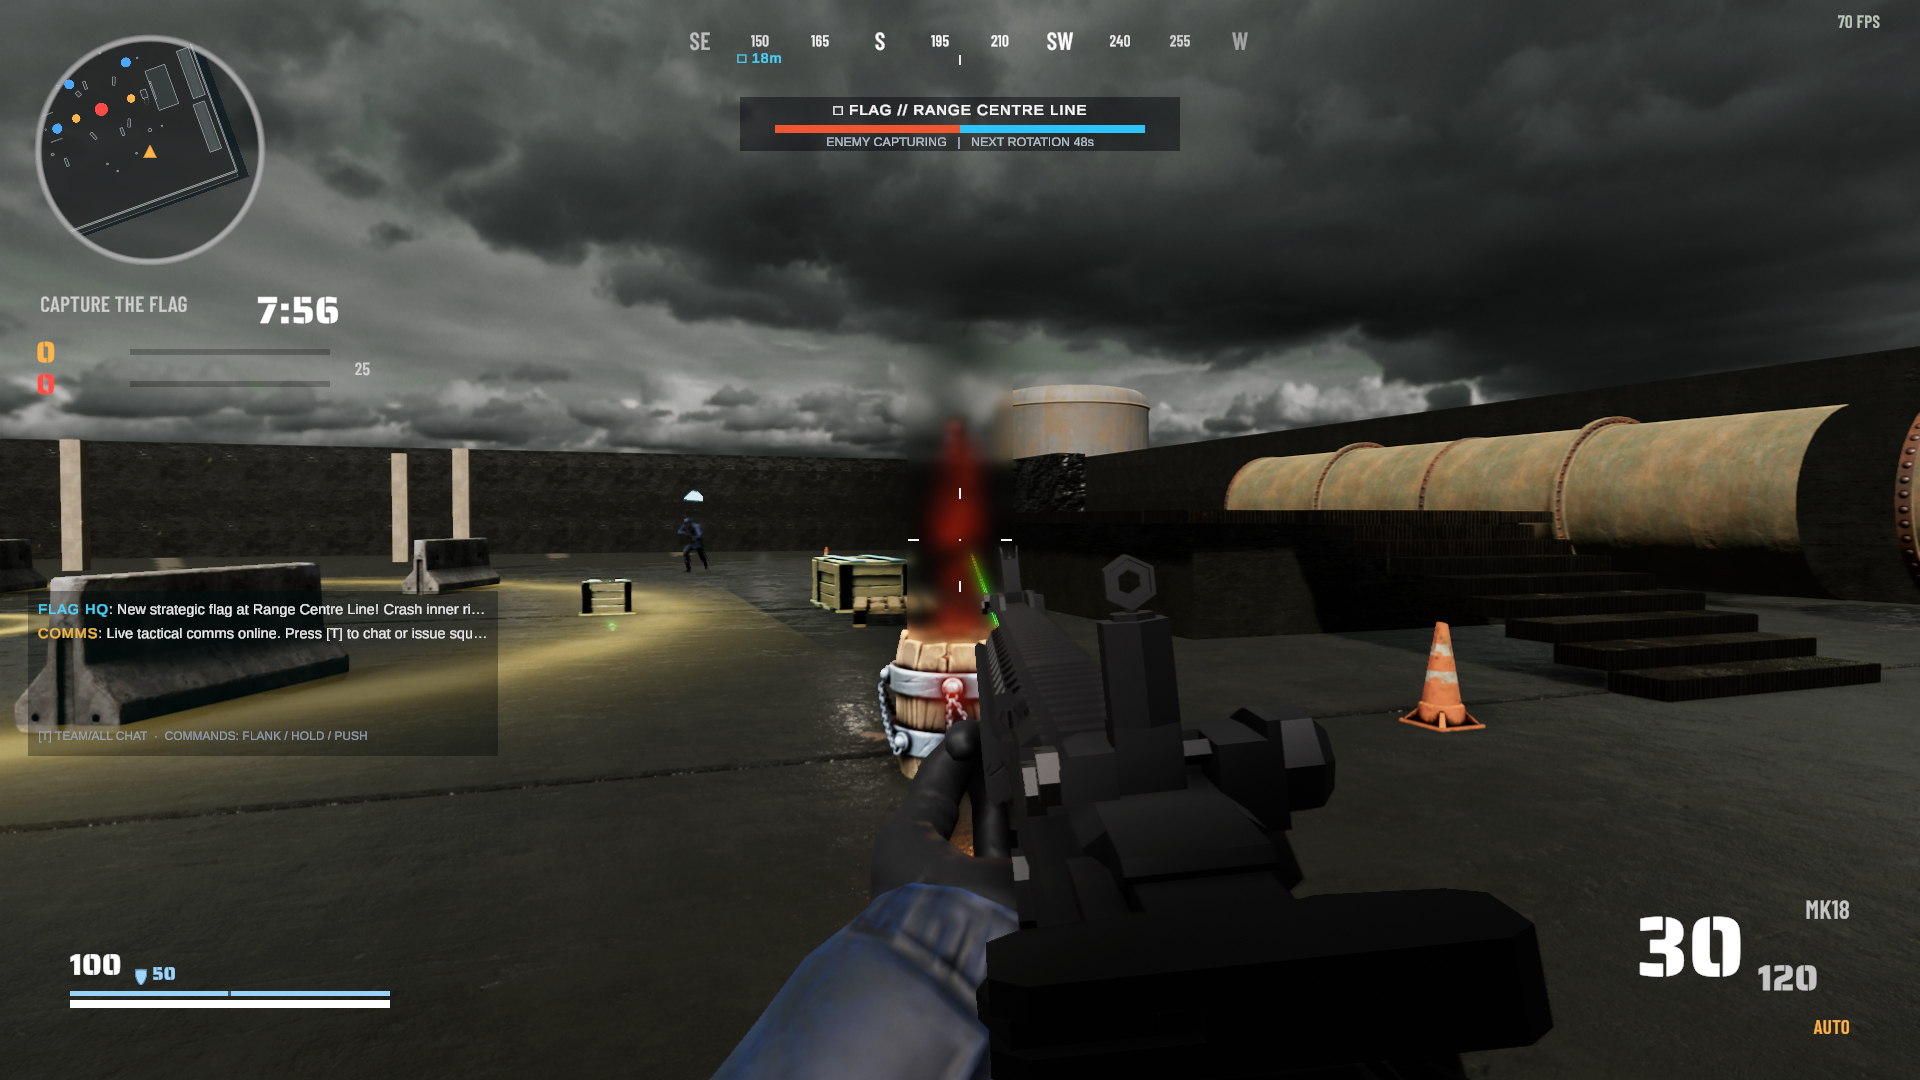 70 FPS
SE 150 165 S 195 210 SW 240 255 W
18m
FLAG // RANGE CENTRE LINE
ENEMY CAPTURING | NEXT ROTATION 48s
CAPTURE THE FLAG 7:56
0
25
0
FLAG HQ: New strategic flag at Range Centre Line! Crash inner ri...
COMMS: Live tactical comms online. Press [T] to chat or issue squ...
[T] TEAM/ALL CHAT · COMMANDS: FLANK / HOLD / PUSH
100 50
MK18
30 120
AUTO